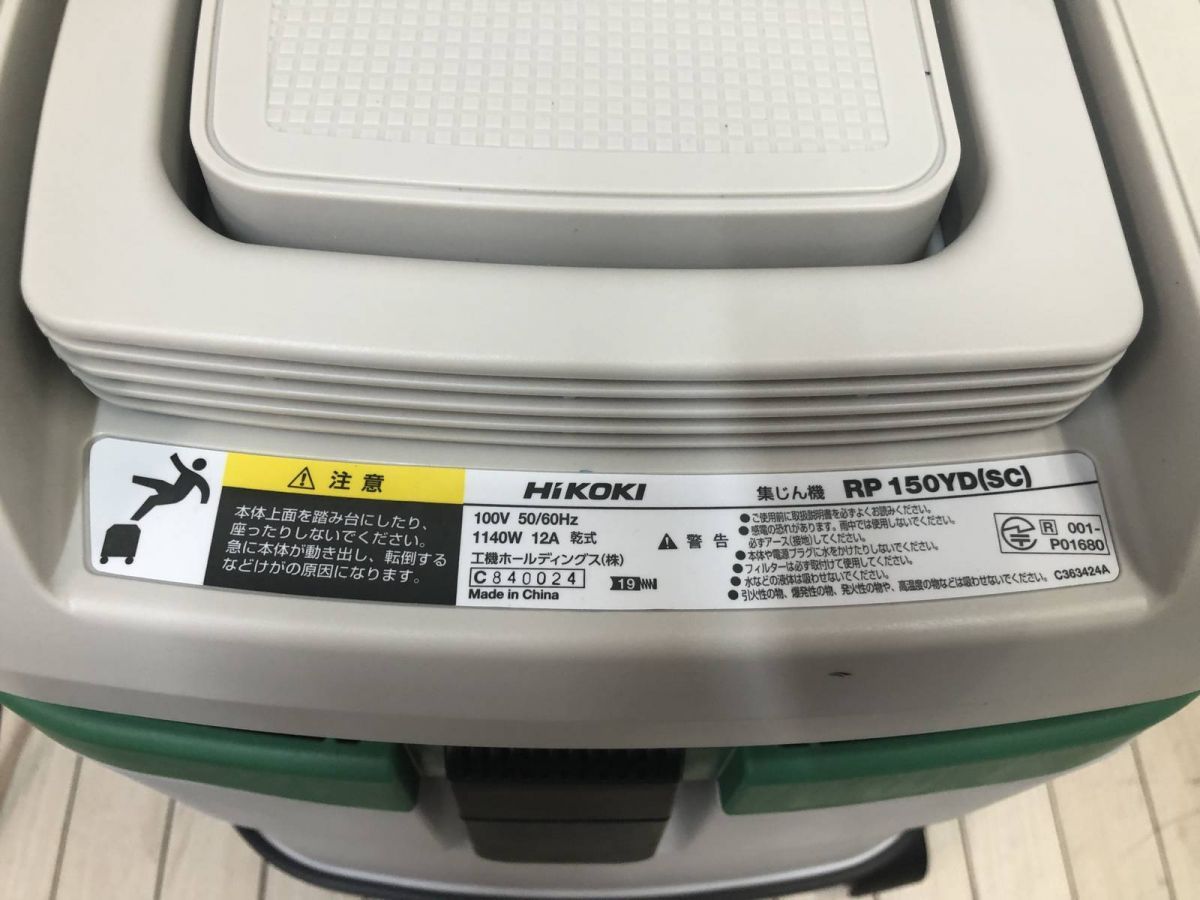 注意
本体上面を踏み台にしたり、
座ったりしないでください。
急に本体が動き出し、転倒する
などけがの原因になります。
HiKOKI
100V 50/60Hz
1140W 12A 乾式
工機ホールディングス(株)
C840024
19
Made in China
集じん機 RP 150YD(SC)
警告
●ご使用前に取扱説明書を必ずよくお読みください。
●感電の恐れがあります。雨中では使用しないでください。
必ずアース(接地)してください。
●本体や電源プラグに水をかけたりしないでください。
●フィルターは必ず取付けて使用してください。
●水などの液体は吸わせないでください。
●引火性の物、爆発性の物、発火性の物や、高温度の物などは吸わせないでください。
R 001-
P01680
C363424A